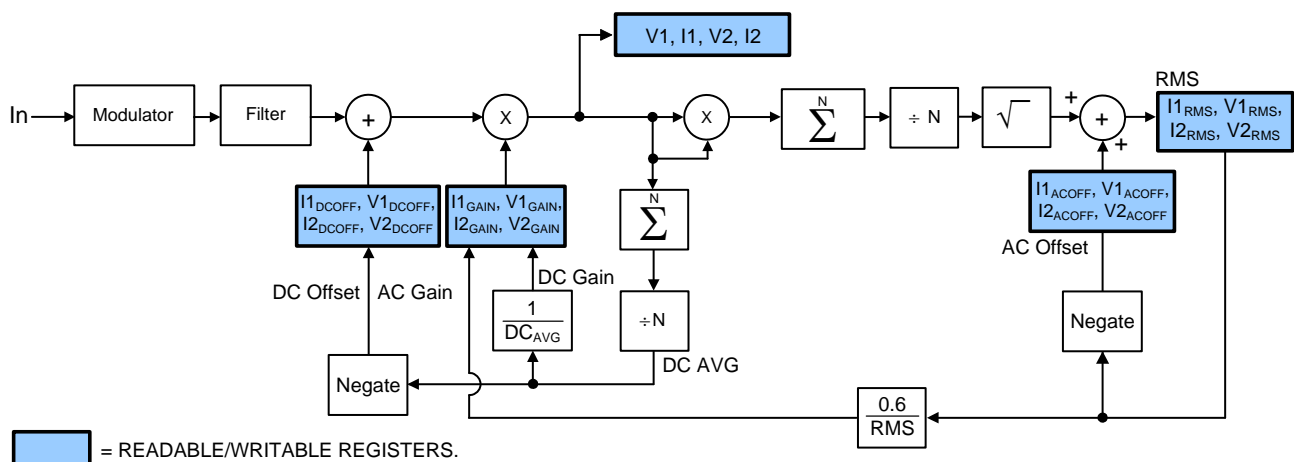 V1, I1, V2, I2
RMS
In
Modulator
Filter
+
X
X
N
∑
÷ N
√
+
+
+
I1RMS, V1RMS,
I2RMS, V2RMS
I1DCOFF, V1DCOFF,
I2DCOFF, V2DCOFF
I1GAIN, V1GAIN,
I2GAIN, V2GAIN
N
∑
I1ACOFF, V1ACOFF,
I2ACOFF, V2ACOFF
AC Offset
DC Offset
AC Gain
DC Gain
1
DCAVG
÷N
DC AVG
Negate
Negate
0.6
RMS
= READABLE/WRITABLE REGISTERS.